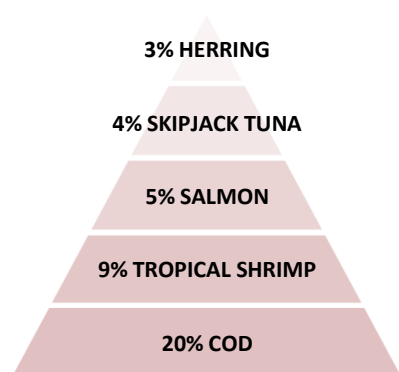 3% HERRING
4% SKIPJACK TUNA
5% SALMON
9% TROPICAL SHRIMP
20% COD